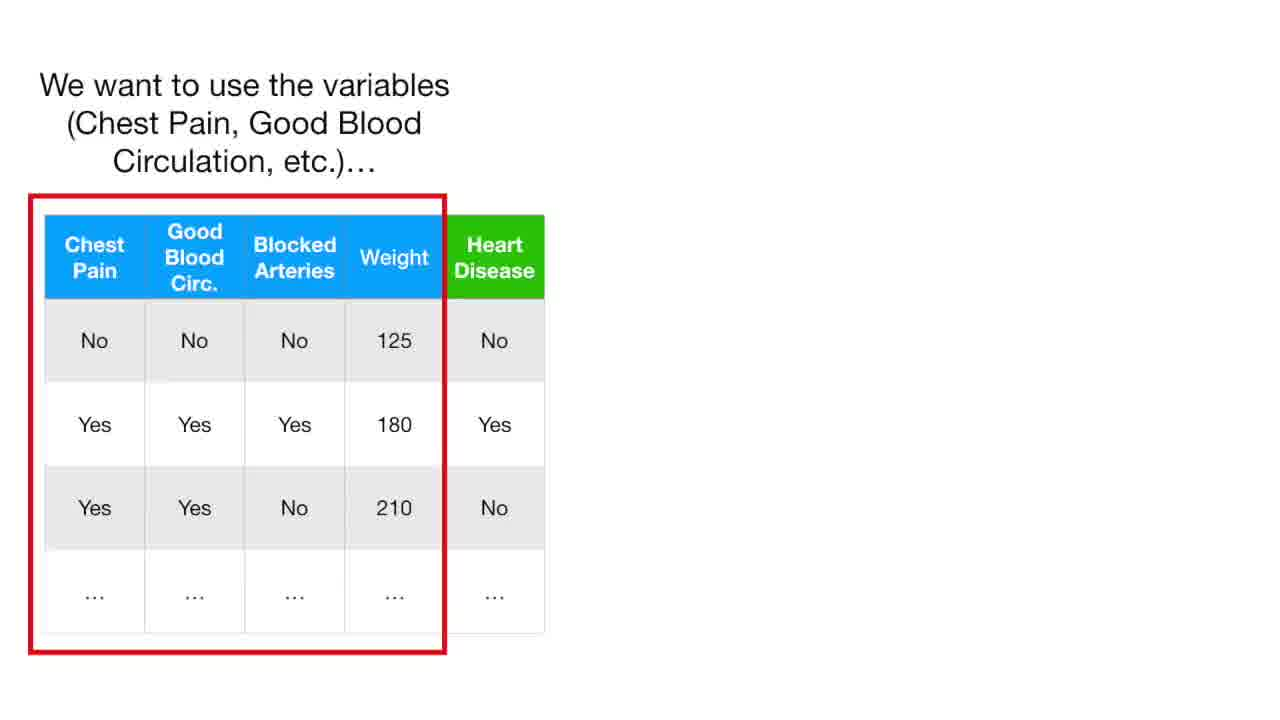 We want to use the variables
(Chest Pain, Good Blood
Circulation, etc.)…
Chest Pain Good Blood Circ. Blocked Arteries Weight Heart Disease
No No No 125 No
Yes Yes Yes 180 Yes
Yes Yes No 210 No
… … … … …